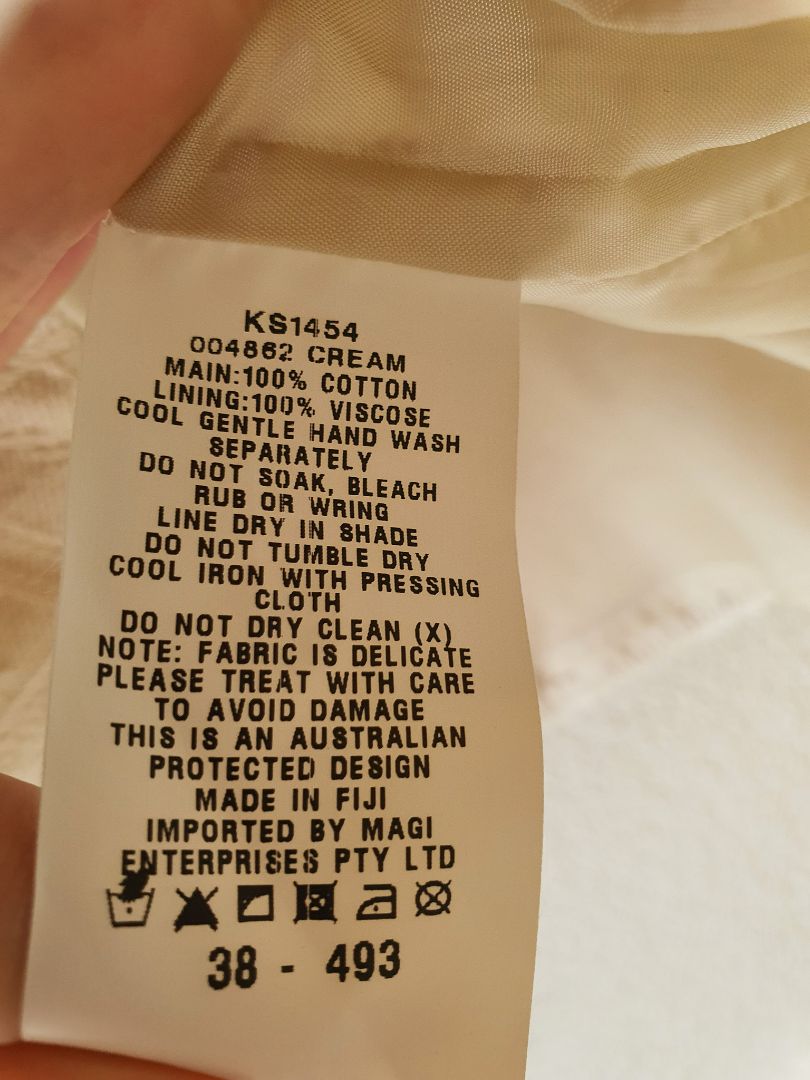 KS1454
004862 CREAM
MAIN:100% COTTON
LINING:100% VISCOSE
COOL GENTLE HAND WASH
SEPARATELY
DO NOT SOAK, BLEACH
RUB OR WRING
LINE DRY IN SHADE
DO NOT TUMBLE DRY
COOL IRON WITH PRESSING
CLOTH
DO NOT DRY CLEAN (X)
NOTE: FABRIC IS DELICATE
PLEASE TREAT WITH CARE
TO AVOID DAMAGE
THIS IS AN AUSTRALIAN
PROTECTED DESIGN
MADE IN FIJI
IMPORTED BY MAGI
ENTERPRISES PTY LTD
38 - 493